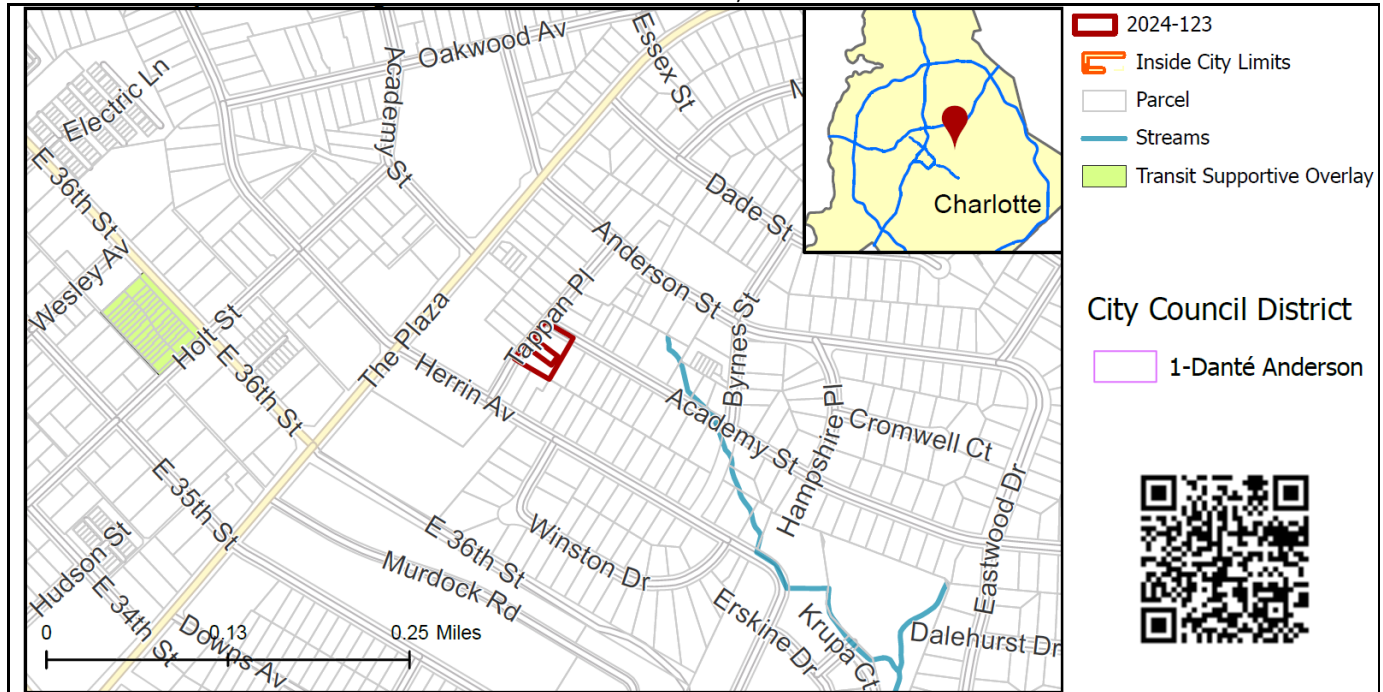 Oakwood Av
Essex St
Academy St
Electric Ln
E 36th St
Dade St
Wesley Av
Anderson St
Tappan Pl
Holt St
The Plaza
Byrnes St
E 36th St
Herrin Av
Academy St
Hampshire Pl
Cromwell Ct
E 35th St
Eastwood Dr
E 36th St
Winston Dr
Hudson St
Murdock Rd
E 34th St
Erskine Dr
Krupa Ct
Dalehurst Dr
Downs Av
0 0.13 0.25 Miles
Charlotte
2024-123
Inside City Limits
Parcel
Streams
Transit Supportive Overlay
City Council District
1-Danté Anderson